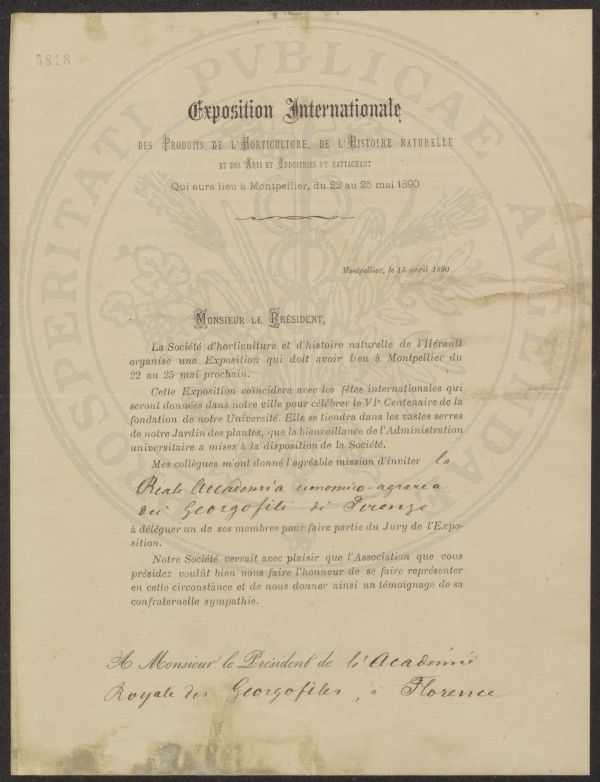 5818
Exposition Internationale
DES PRODUITS DE L'HORTICULTURE, DE L'HISTOIRE NATURELLE
ET DES ARTS ET INDUSTRIES S'Y RATTACHANT
Qui aura lieu à Montpellier, du 22 au 25 mai 1890
Montpellier, le 15 avril 1890
MONSIEUR LE PRÉSIDENT,
La Société d'horticulture et d'histoire naturelle de l'Hérault
organise une Exposition qui doit avoir lieu à Montpellier du
22 au 25 mai prochain.
Cette Exposition coïncidera avec les fêtes internationales qui
seront données dans notre ville pour célébrer le VIe Centenaire de la
fondation de notre Université. Elle se tiendra dans les vastes serres
de notre Jardin des plantes, que la bienveillance de l'Administration
universitaire a mises à la disposition de la Société.
Mes collègues m'ont donné l'agréable mission d'inviter la
Reale Accademia economico-agraria
dei Georgofili di Firenze
à déléguer un de ses membres pour faire partie du Jury de l'Expo-
sition.
Notre Société verrait avec plaisir que l'Association que vous
présidez voulût bien nous faire l'honneur de se faire représenter
en cette circonstance et de nous donner ainsi un témoignage de sa
confraternelle sympathie.
A Monsieur le Président de l'Académie
Royale des Georgofiles, à Florence
PROSPERITATI PVBLICAE AVGENDAE